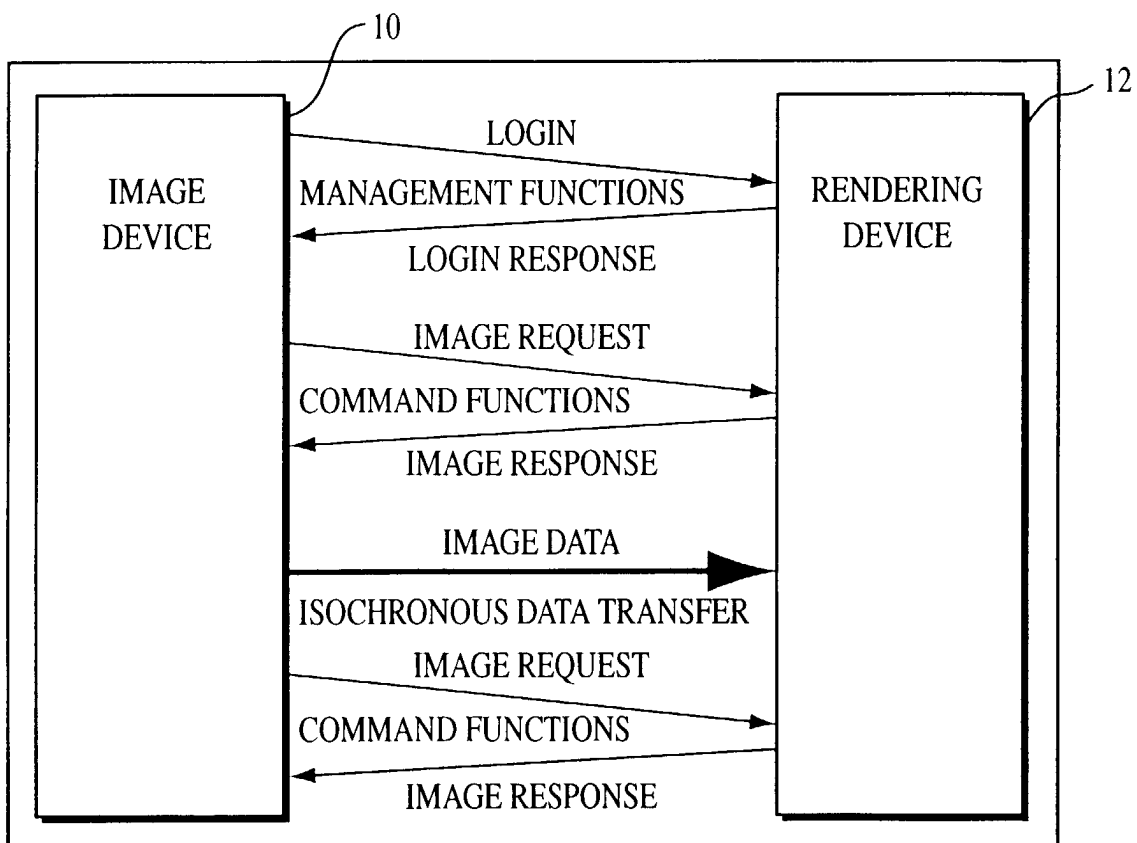 10
12
IMAGE
DEVICE
LOGIN
MANAGEMENT FUNCTIONS
LOGIN RESPONSE
RENDERING
DEVICE
IMAGE REQUEST
COMMAND FUNCTIONS
IMAGE RESPONSE
IMAGE DATA
ISOCHRONOUS DATA TRANSFER
IMAGE REQUEST
COMMAND FUNCTIONS
IMAGE RESPONSE